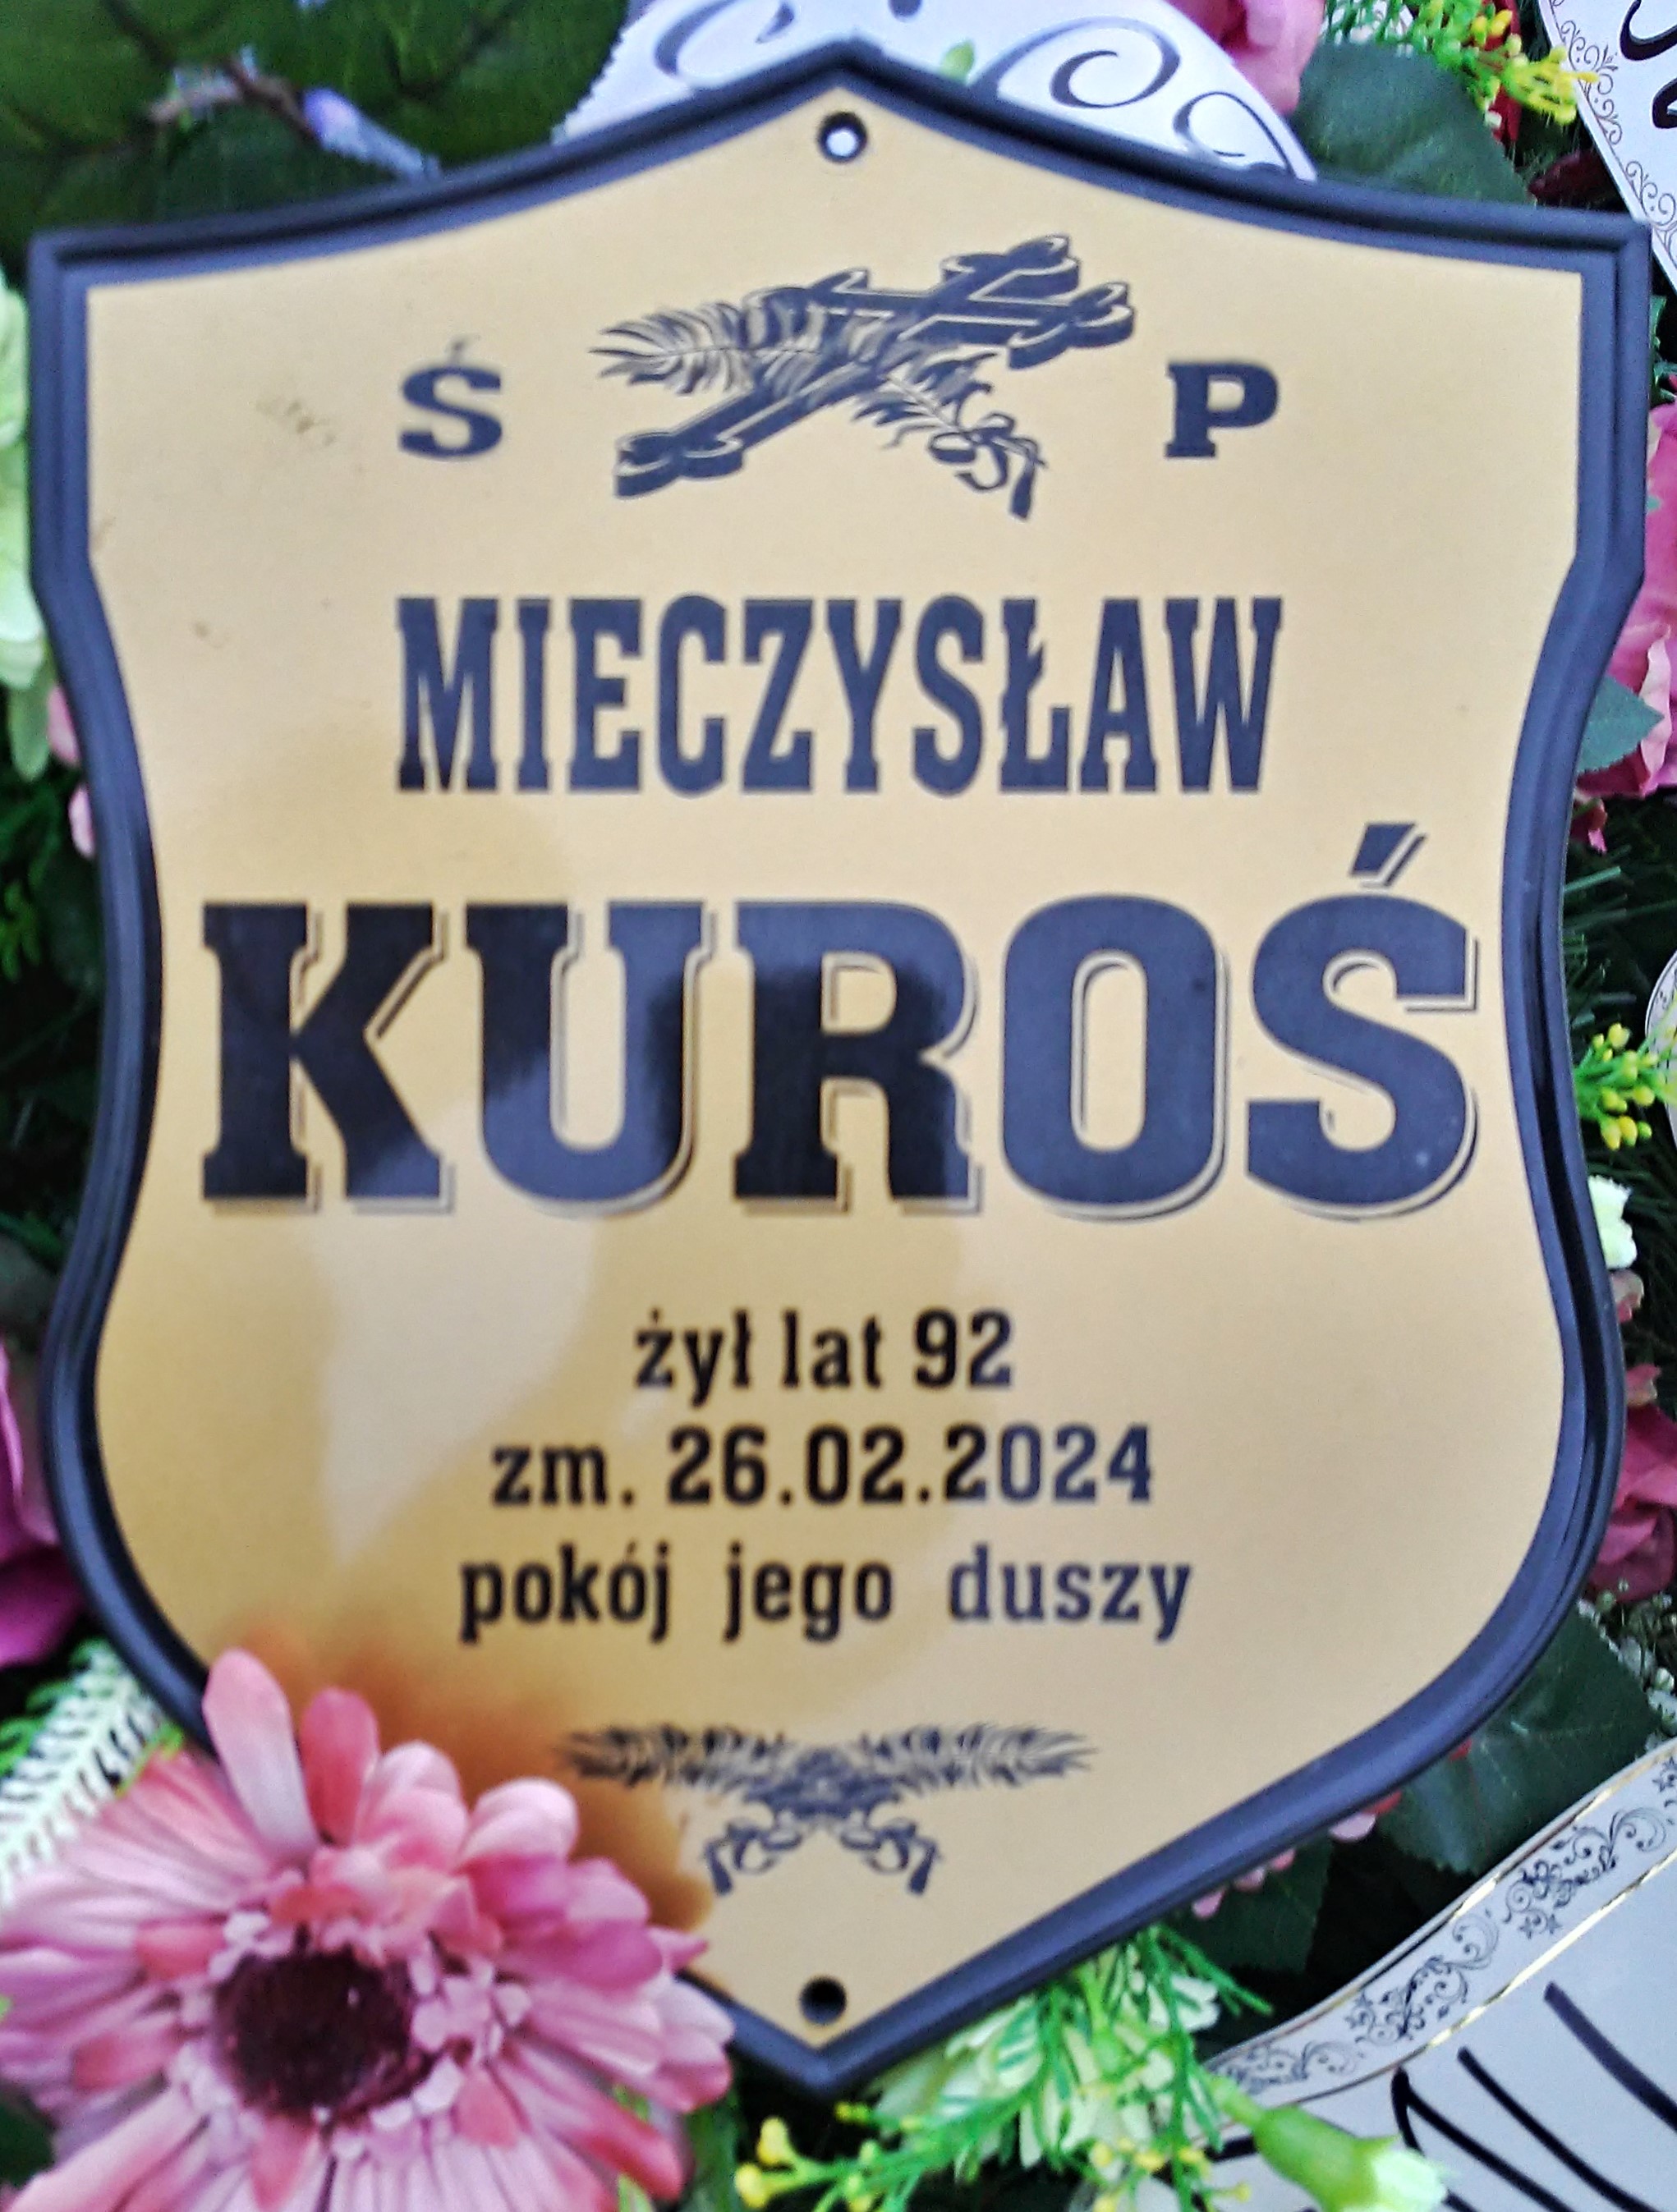 Ś P
MIECZYSŁAW
KUROŚ
żył lat 92
zm. 26.02.2024
pokój jego duszy